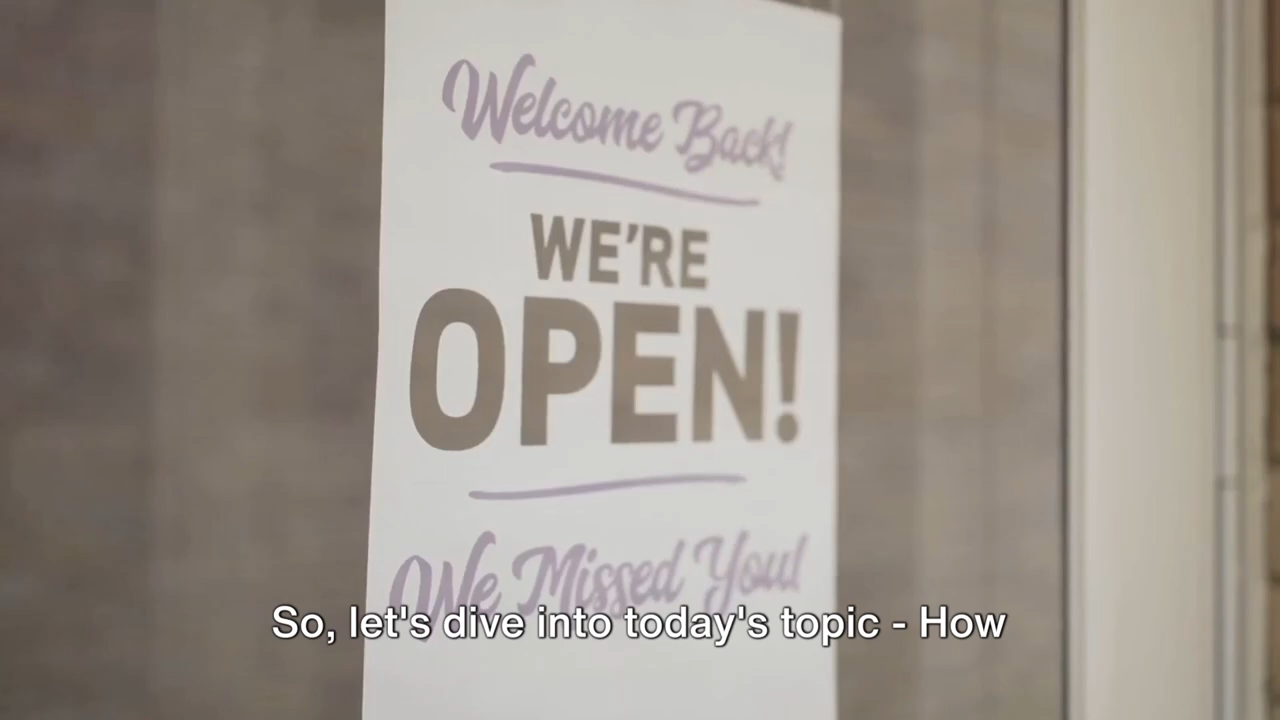 Welcome Back!
WE'RE
OPEN!
We Missed You!
So, let's dive into today's topic - How